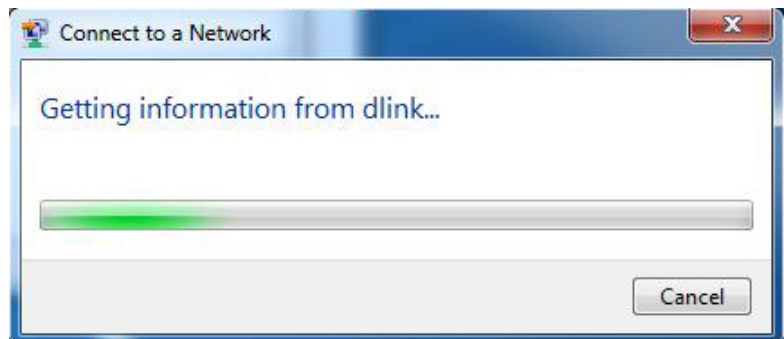 Connect to a Network
X
Getting information from dlink...
Cancel